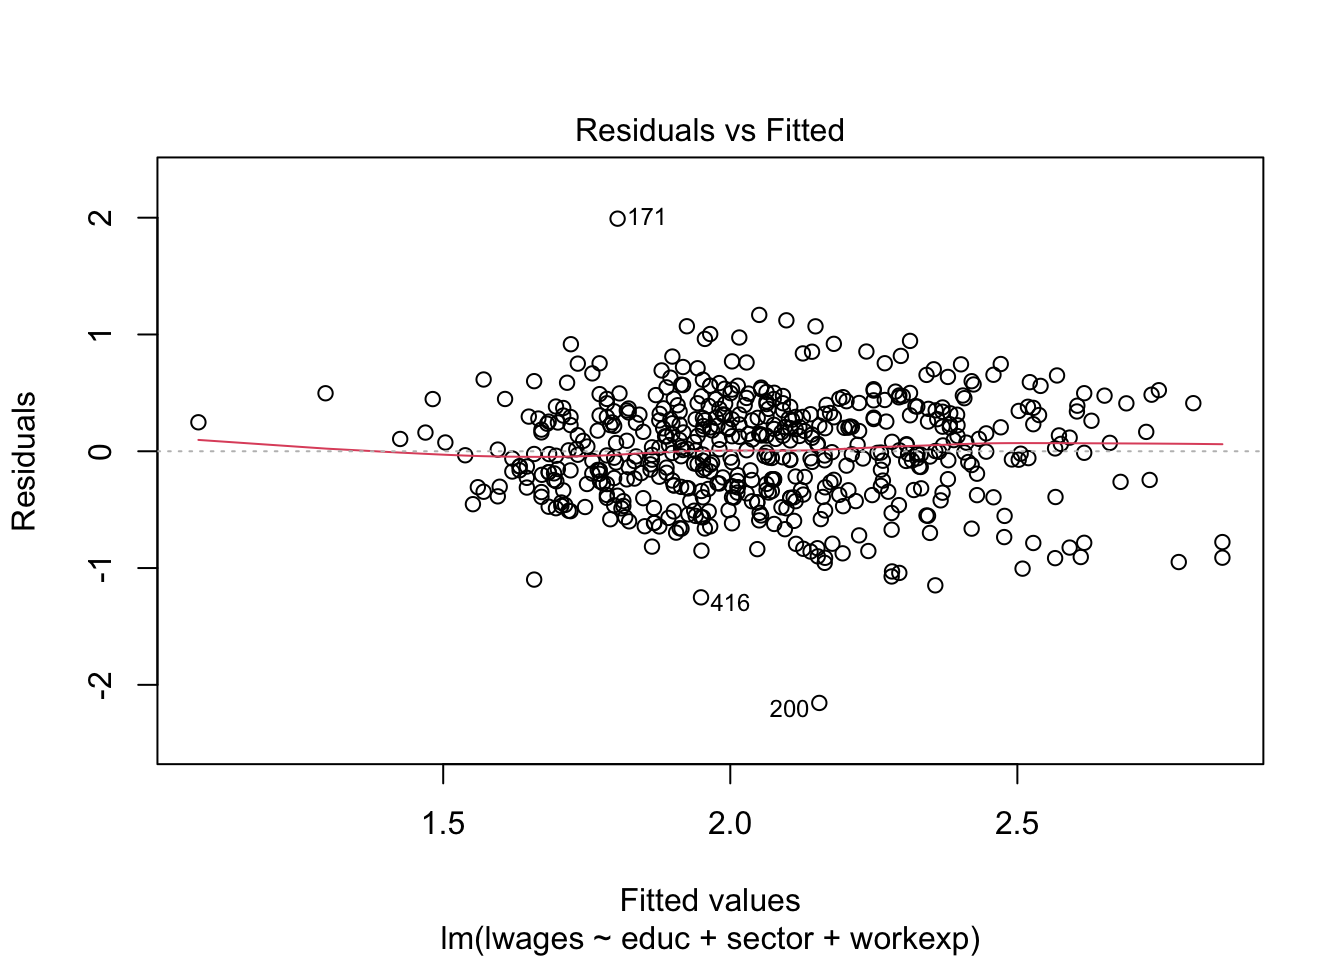 Residuals vs Fitted
Residuals
2
1
0
-1
-2
171
416
200
1.5
2.0
2.5
Fitted values
lm(lwages ~ educ + sector + workexp)